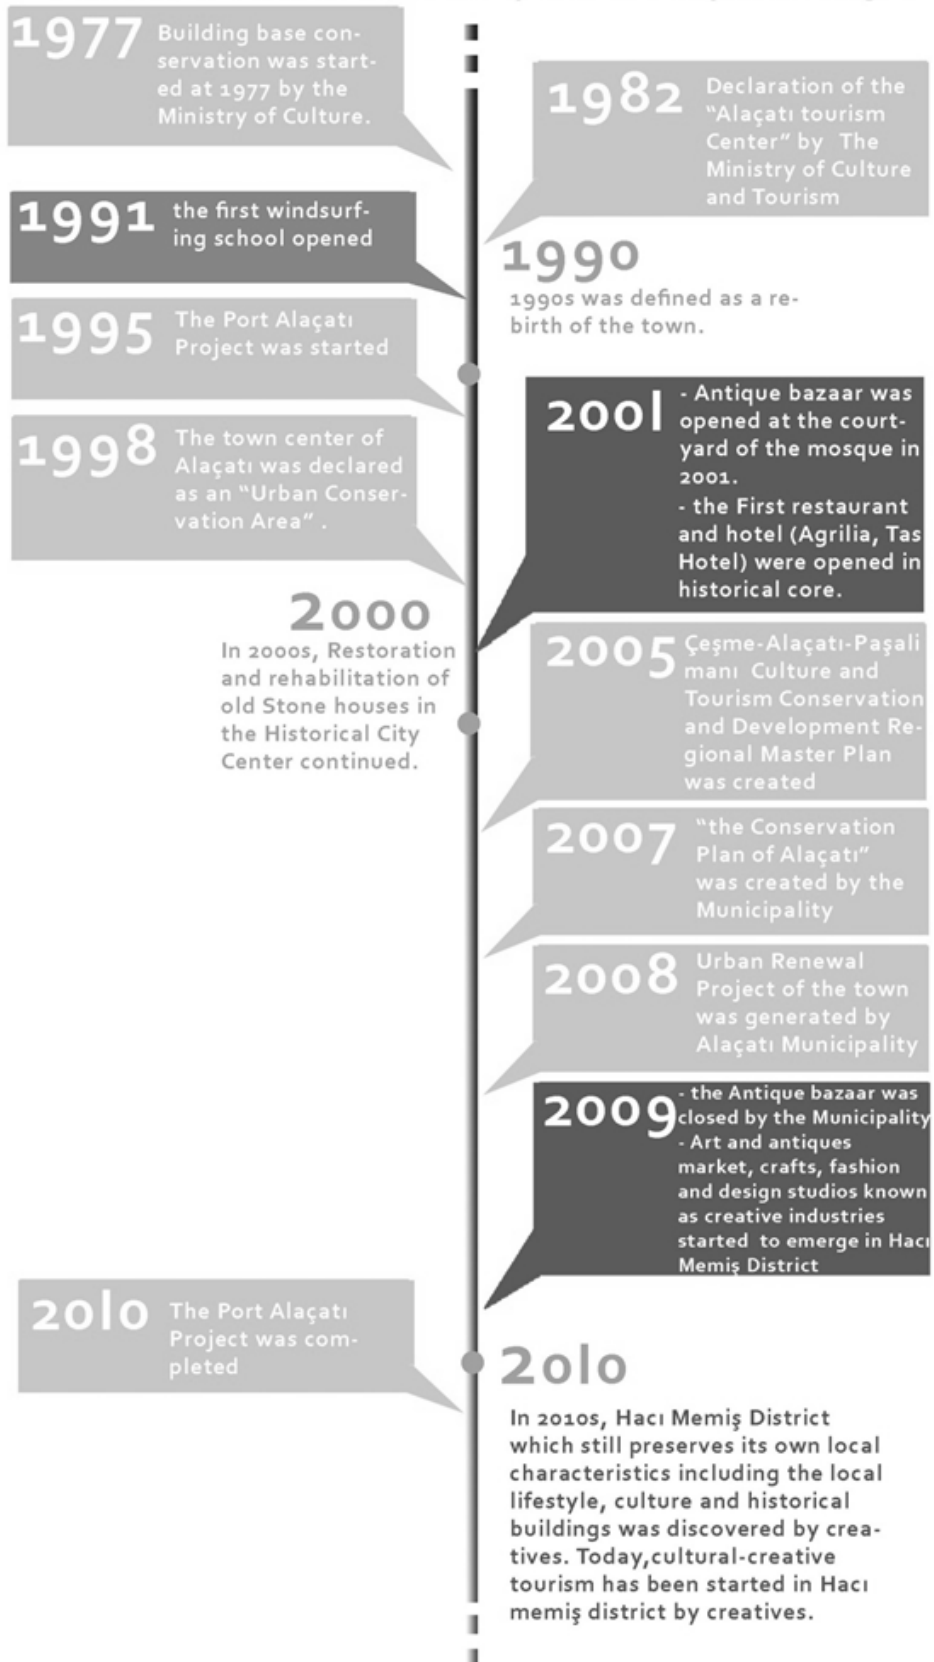 1977
Building base con-
servation was start-
ed at 1977 by the
Ministry of Culture.
1982
Declaration of the
"Alaçatı tourism
Center" by The
Ministry of Culture
and Tourism
1991
the first windsurf-
ing school opened
1990
1990s was defined as a re-
birth of the town.
1995
The Port Alaçatı
Project was started
2001
- Antique bazaar was
opened at the court-
yard of the mosque in
2001.
- the First restaurant
and hotel (Agrilia, Tas
Hotel) were opened in
historical core.
1998
The town center of
Alaçatı was declared
as an "Urban Conser-
vation Area" .
2000
In 2000s, Restoration
and rehabilitation of
old Stone houses in
the Historical City
Center continued.
2005
Çeşme-Alaçatı-Paşali
manı Culture and
Tourism Conservation
and Development Re-
gional Master Plan
was created
2007
"the Conservation
Plan of Alaçatı"
was created by the
Municipality
2008
Urban Renewal
Project of the town
was generated by
Alaçatı Municipality
2009
- the Antique bazaar was
closed by the Municipality
- Art and antiques
market, crafts, fashion
and design studios known
as creative industries
started to emerge in Hacı
Memiş District
2010
The Port Alaçatı
Project was com-
pleted
2010
In 2010s, Hacı Memiş District
which still preserves its own local
characteristics including the local
lifestyle, culture and historical
buildings was discovered by crea-
tives. Today,cultural-creative
tourism has been started in Hacı
memiş district by creatives.